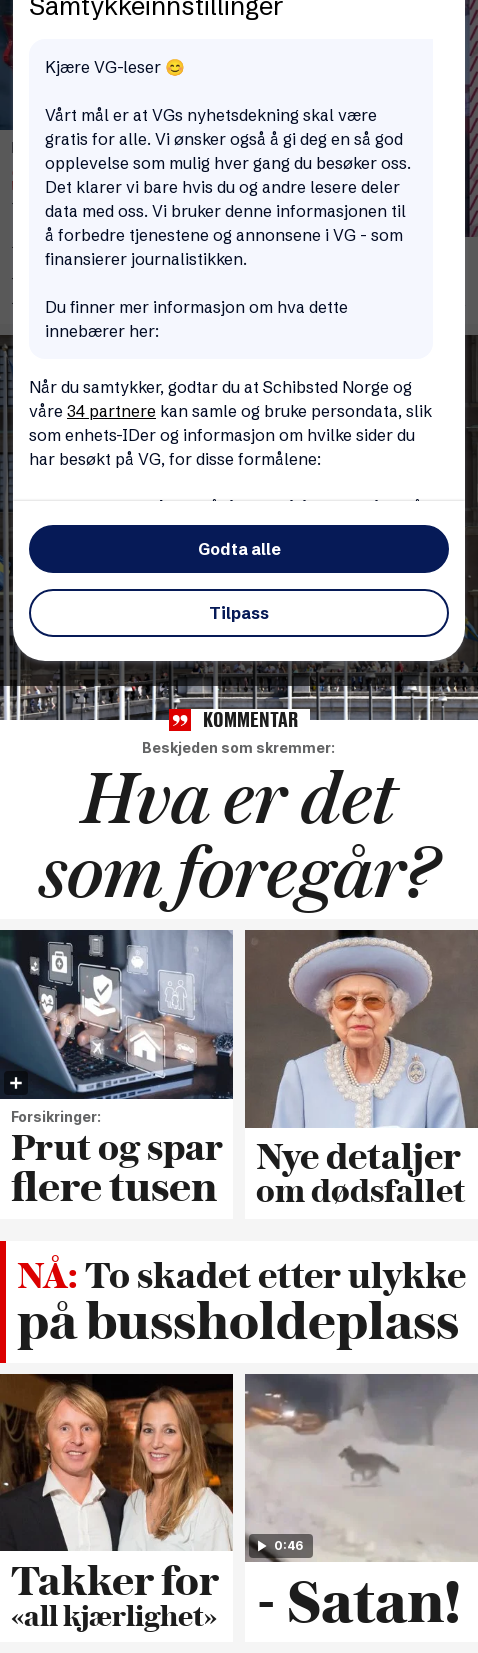 Samtykkeinnstillinger
Kjære VG-leser 😊
Vårt mål er at VGs nyhetsdekning skal være
gratis for alle. Vi ønsker også å gi deg en så god
opplevelse som mulig hver gang du besøker oss.
Det klarer vi bare hvis du og andre lesere deler
data med oss. Vi bruker denne informasjonen til
å forbedre tjenestene og annonsene i VG - som
finansierer journalistikken.
Du finner mer informasjon om hva dette
innebærer her:
Når du samtykker, godtar du at Schibsted Norge og
våre 34 partnere kan samle og bruke persondata, slik
som enhets-IDer og informasjon om hvilke sider du
har besøkt på VG, for disse formålene:
Godta alle
Tilpass
KOMMENTAR
Beskjeden som skremmer:
Hva er det
som foregår?
Forsikringer:
Prut og spar
flere tusen
Nye detaljer
om dødsfallet
NÅ: To skadet etter ulykke
på bussholdeplass
Takker for
«all kjærlighet»
0:46
- Satan!